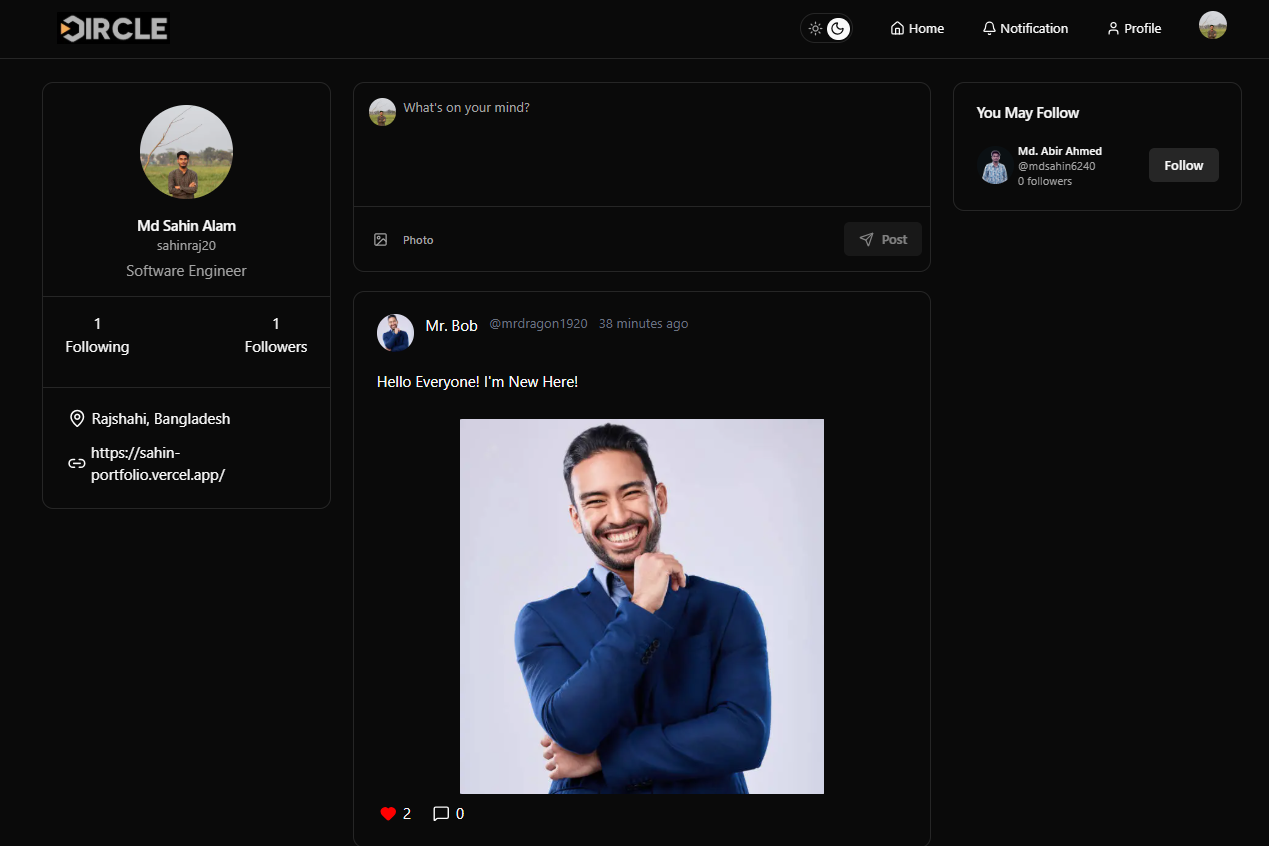 CIRCLE
Home
Notification
Profile
Md Sahin Alam
sahinraj20
Software Engineer
1
Following
1
Followers
Rajshahi, Bangladesh
https://sahin-
portfolio.vercel.app/
What's on your mind?
Photo
Post
Mr. Bob @mrdragon1920 38 minutes ago
Hello Everyone! I'm New Here!
2
0
You May Follow
Md. Abir Ahmed
@mdsahin6240
0 followers
Follow